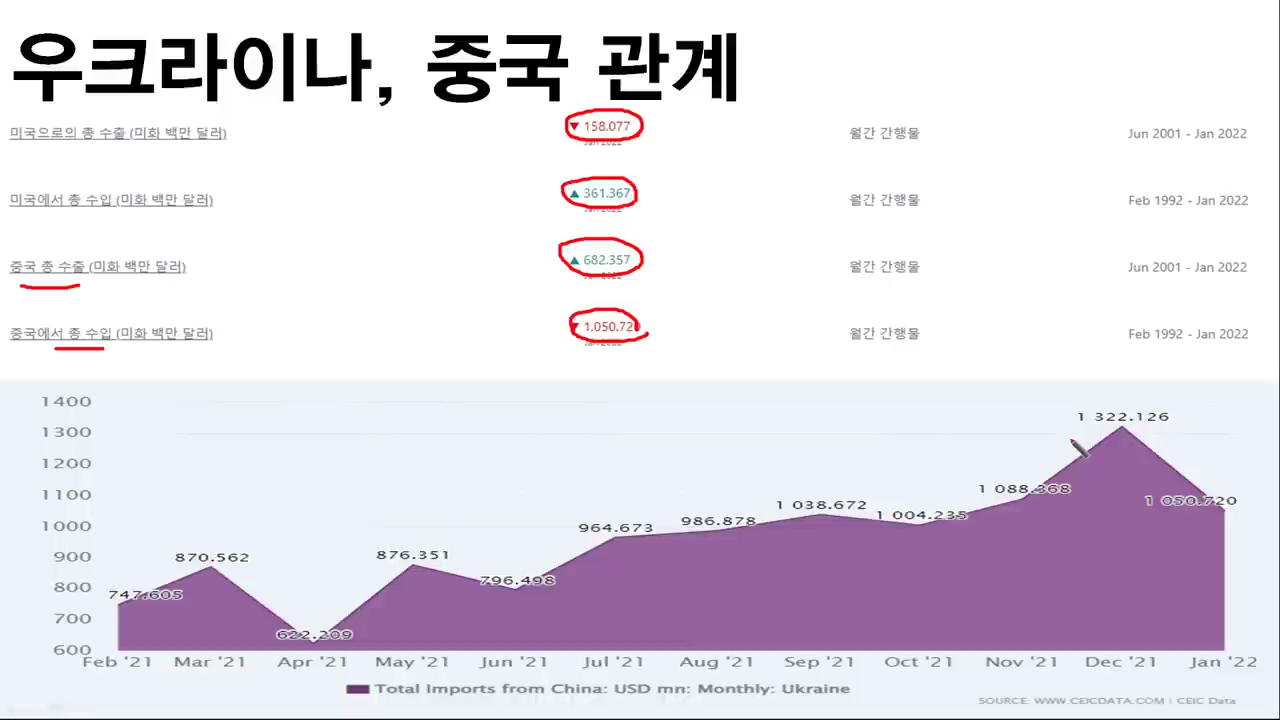 우크라이나, 중국 관계
미국으로의 총 수출 (미화 백만 달러) ▼ 158.077 월간 간행물 Jun 2001 - Jan 2022
미국에서 총 수입 (미화 백만 달러) ▲ 361.367 월간 간행물 Feb 1992 - Jan 2022
중국 총 수출 (미화 백만 달러) ▲ 682.357 월간 간행물 Jun 2001 - Jan 2022
중국에서 총 수입 (미화 백만 달러) ▼ 1,050.720 월간 간행물 Feb 1992 - Jan 2022
1400
1300
1200
1100
1000
900
800
700
600
747.605 870.562 622.209 876.351 796.498 964.673 986.878 1 038.672 1 004.235 1 088.368 1 322.126 1 050.720
Feb '21 Mar '21 Apr '21 May '21 Jun '21 Jul '21 Aug '21 Sep '21 Oct '21 Nov '21 Dec '21 Jan '22
Total Imports from China: USD mn: Monthly: Ukraine
SOURCE: WWW.CEICDATA.COM | CEIC Data